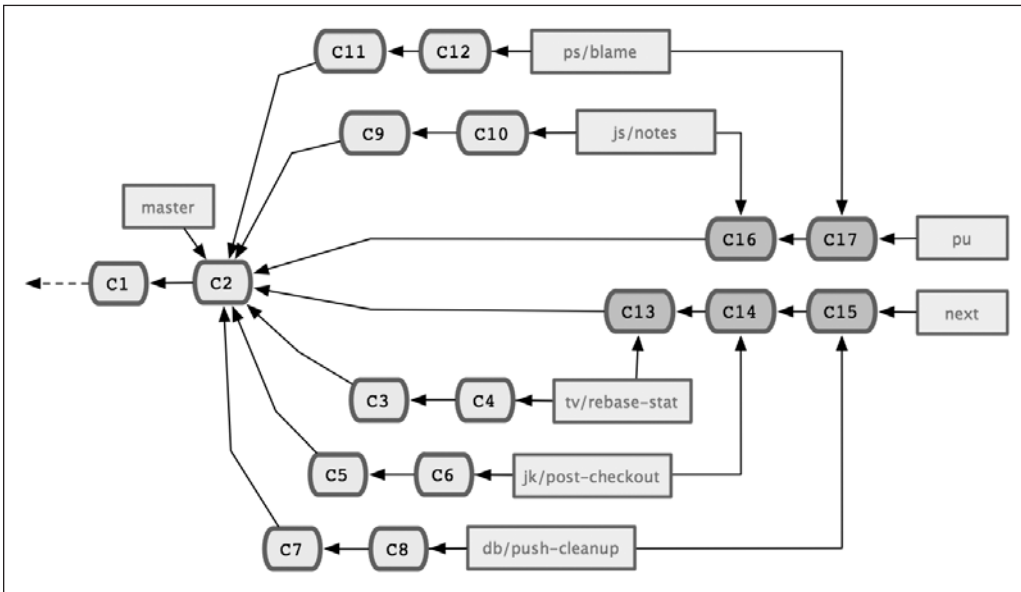 C11 C12 ps/blame
C9 C10 js/notes
master
C16 C17 pu
C1 C2
C13 C14 C15 next
C3 C4 tv/rebase-stat
C5 C6 jk/post-checkout
C7 C8 db/push-cleanup